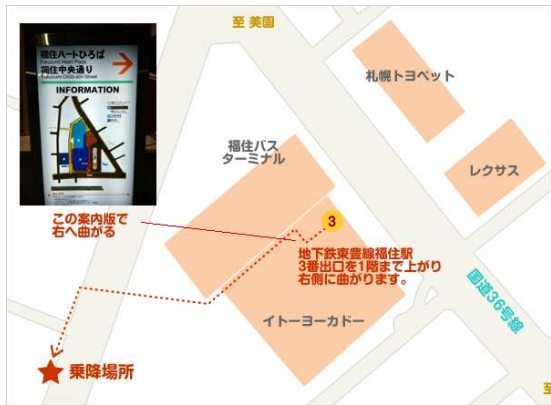 至 美園
福住ハートひろば
Fukuzumi Heart Place
福住中央通り
INFORMATION
札幌トヨペット
レクサス
福住バス
ターミナル
この案内版で
右へ曲がる
3
地下鉄東豊線福住駅
3番出口を1階まで上がり
右側に曲がります。
イトーヨーカドー
国道36号線
乗降場所
至